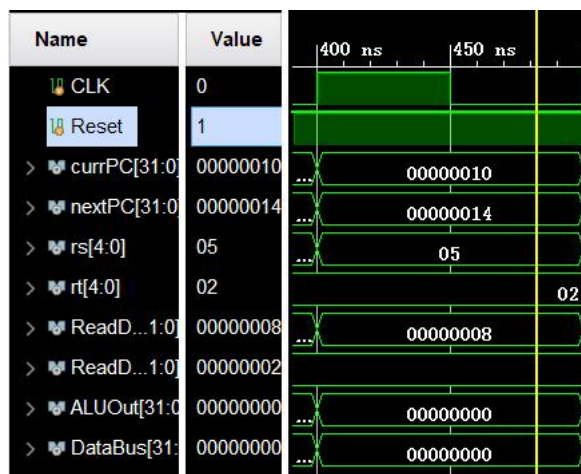 Name Value
400 ns 450 ns
CLK 0
Reset 1
currPC[31:0] 00000010 ... 00000010
nextPC[31:0 00000014 ... 00000014
rs[4:0] 05 ... 05
rt[4:0] 02 02
ReadD...1:0] 00000008 ... 00000008
ReadD...1:0] 00000002
ALUOut[31:0 00000000 ... 00000000
DataBus[31: 00000000 ... 00000000